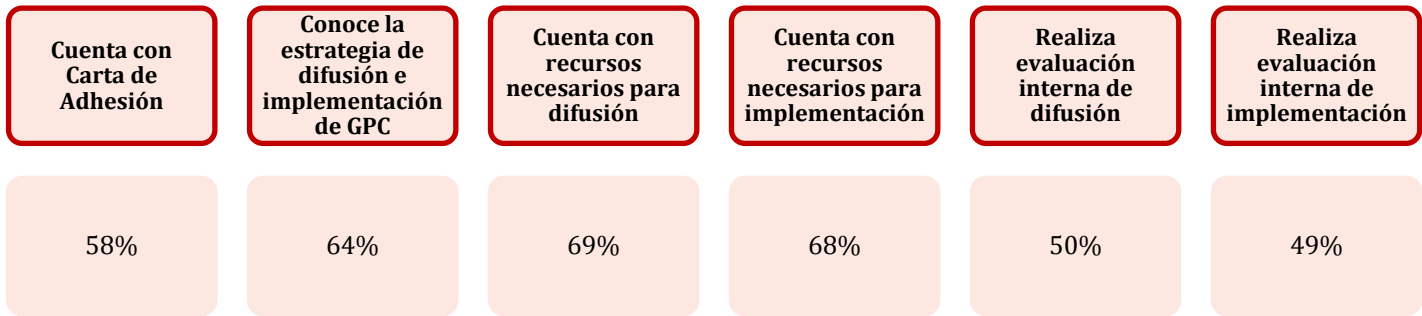 Cuenta con
Carta de
Adhesión
Conoce la
estrategia de
difusión e
implementación
de GPC
Cuenta con
recursos
necesarios para
difusión
Cuenta con
recursos
necesarios para
implementación
Realiza
evaluación
interna de
difusión
Realiza
evaluación
interna de
implementación
58%
64%
69%
68%
50%
49%